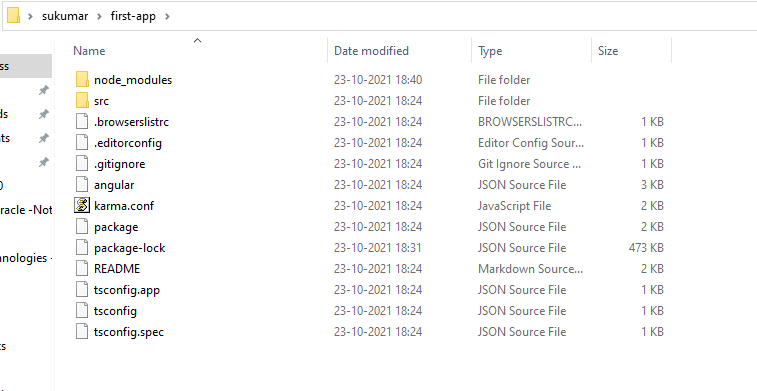 sukumar > first-app >
Name Date modified Type Size
ss
node_modules 23-10-2021 18:40 File folder
src 23-10-2021 18:24 File folder
ds
.browserslistrc 23-10-2021 18:24 BROWSERSLISTRC... 1 KB
nts
.editorconfig 23-10-2021 18:24 Editor Config Sour... 1 KB
.gitignore 23-10-2021 18:24 Git Ignore Source ... 1 KB
0
angular 23-10-2021 18:24 JSON Source File 3 KB
racle -Not
karma.conf 23-10-2021 18:24 JavaScript File 2 KB
package 23-10-2021 18:24 JSON Source File 2 KB
package-lock 23-10-2021 18:31 JSON Source File 473 KB
hnologies -
README 23-10-2021 18:24 Markdown Source... 2 KB
tsconfig.app 23-10-2021 18:24 JSON Source File 1 KB
tsconfig 23-10-2021 18:24 JSON Source File 1 KB
tsconfig.spec 23-10-2021 18:24 JSON Source File 1 KB
ts